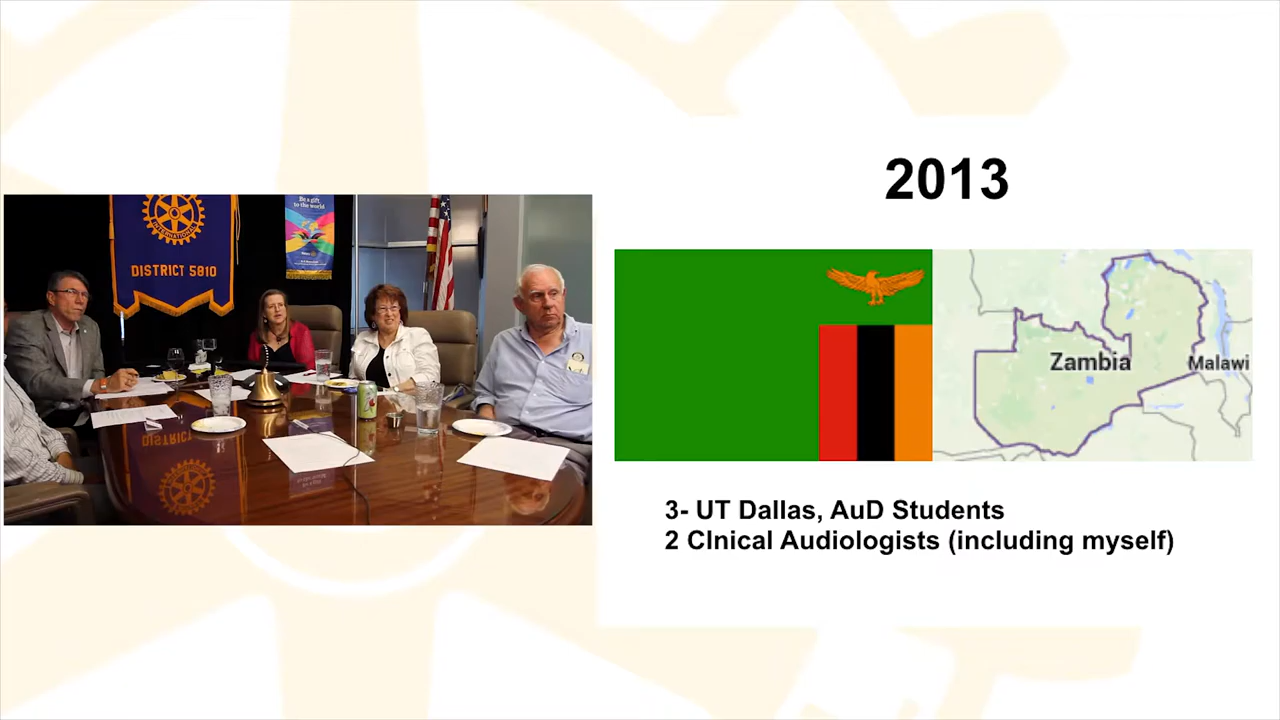 INTERNATIONAL
DISTRICT 5810
Be a gift
to the world
2013
Zambia
Malawi
3- UT Dallas, AuD Students
2 Clnical Audiologists (including myself)